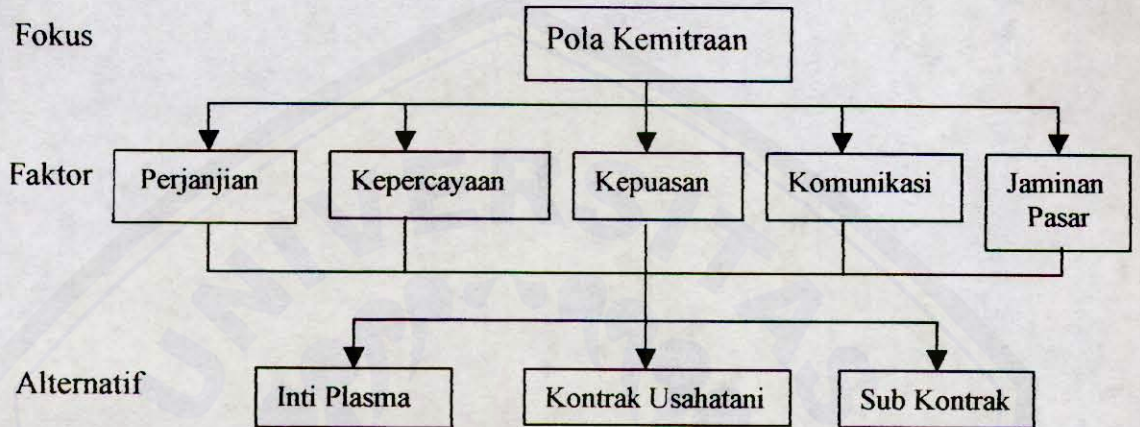 Fokus
Pola Kemitraan
Faktor
Perjanjian
Kepercayaan
Kepuasan
Komunikasi
Jaminan
Pasar
Alternatif
Inti Plasma
Kontrak Usahatani
Sub Kontrak